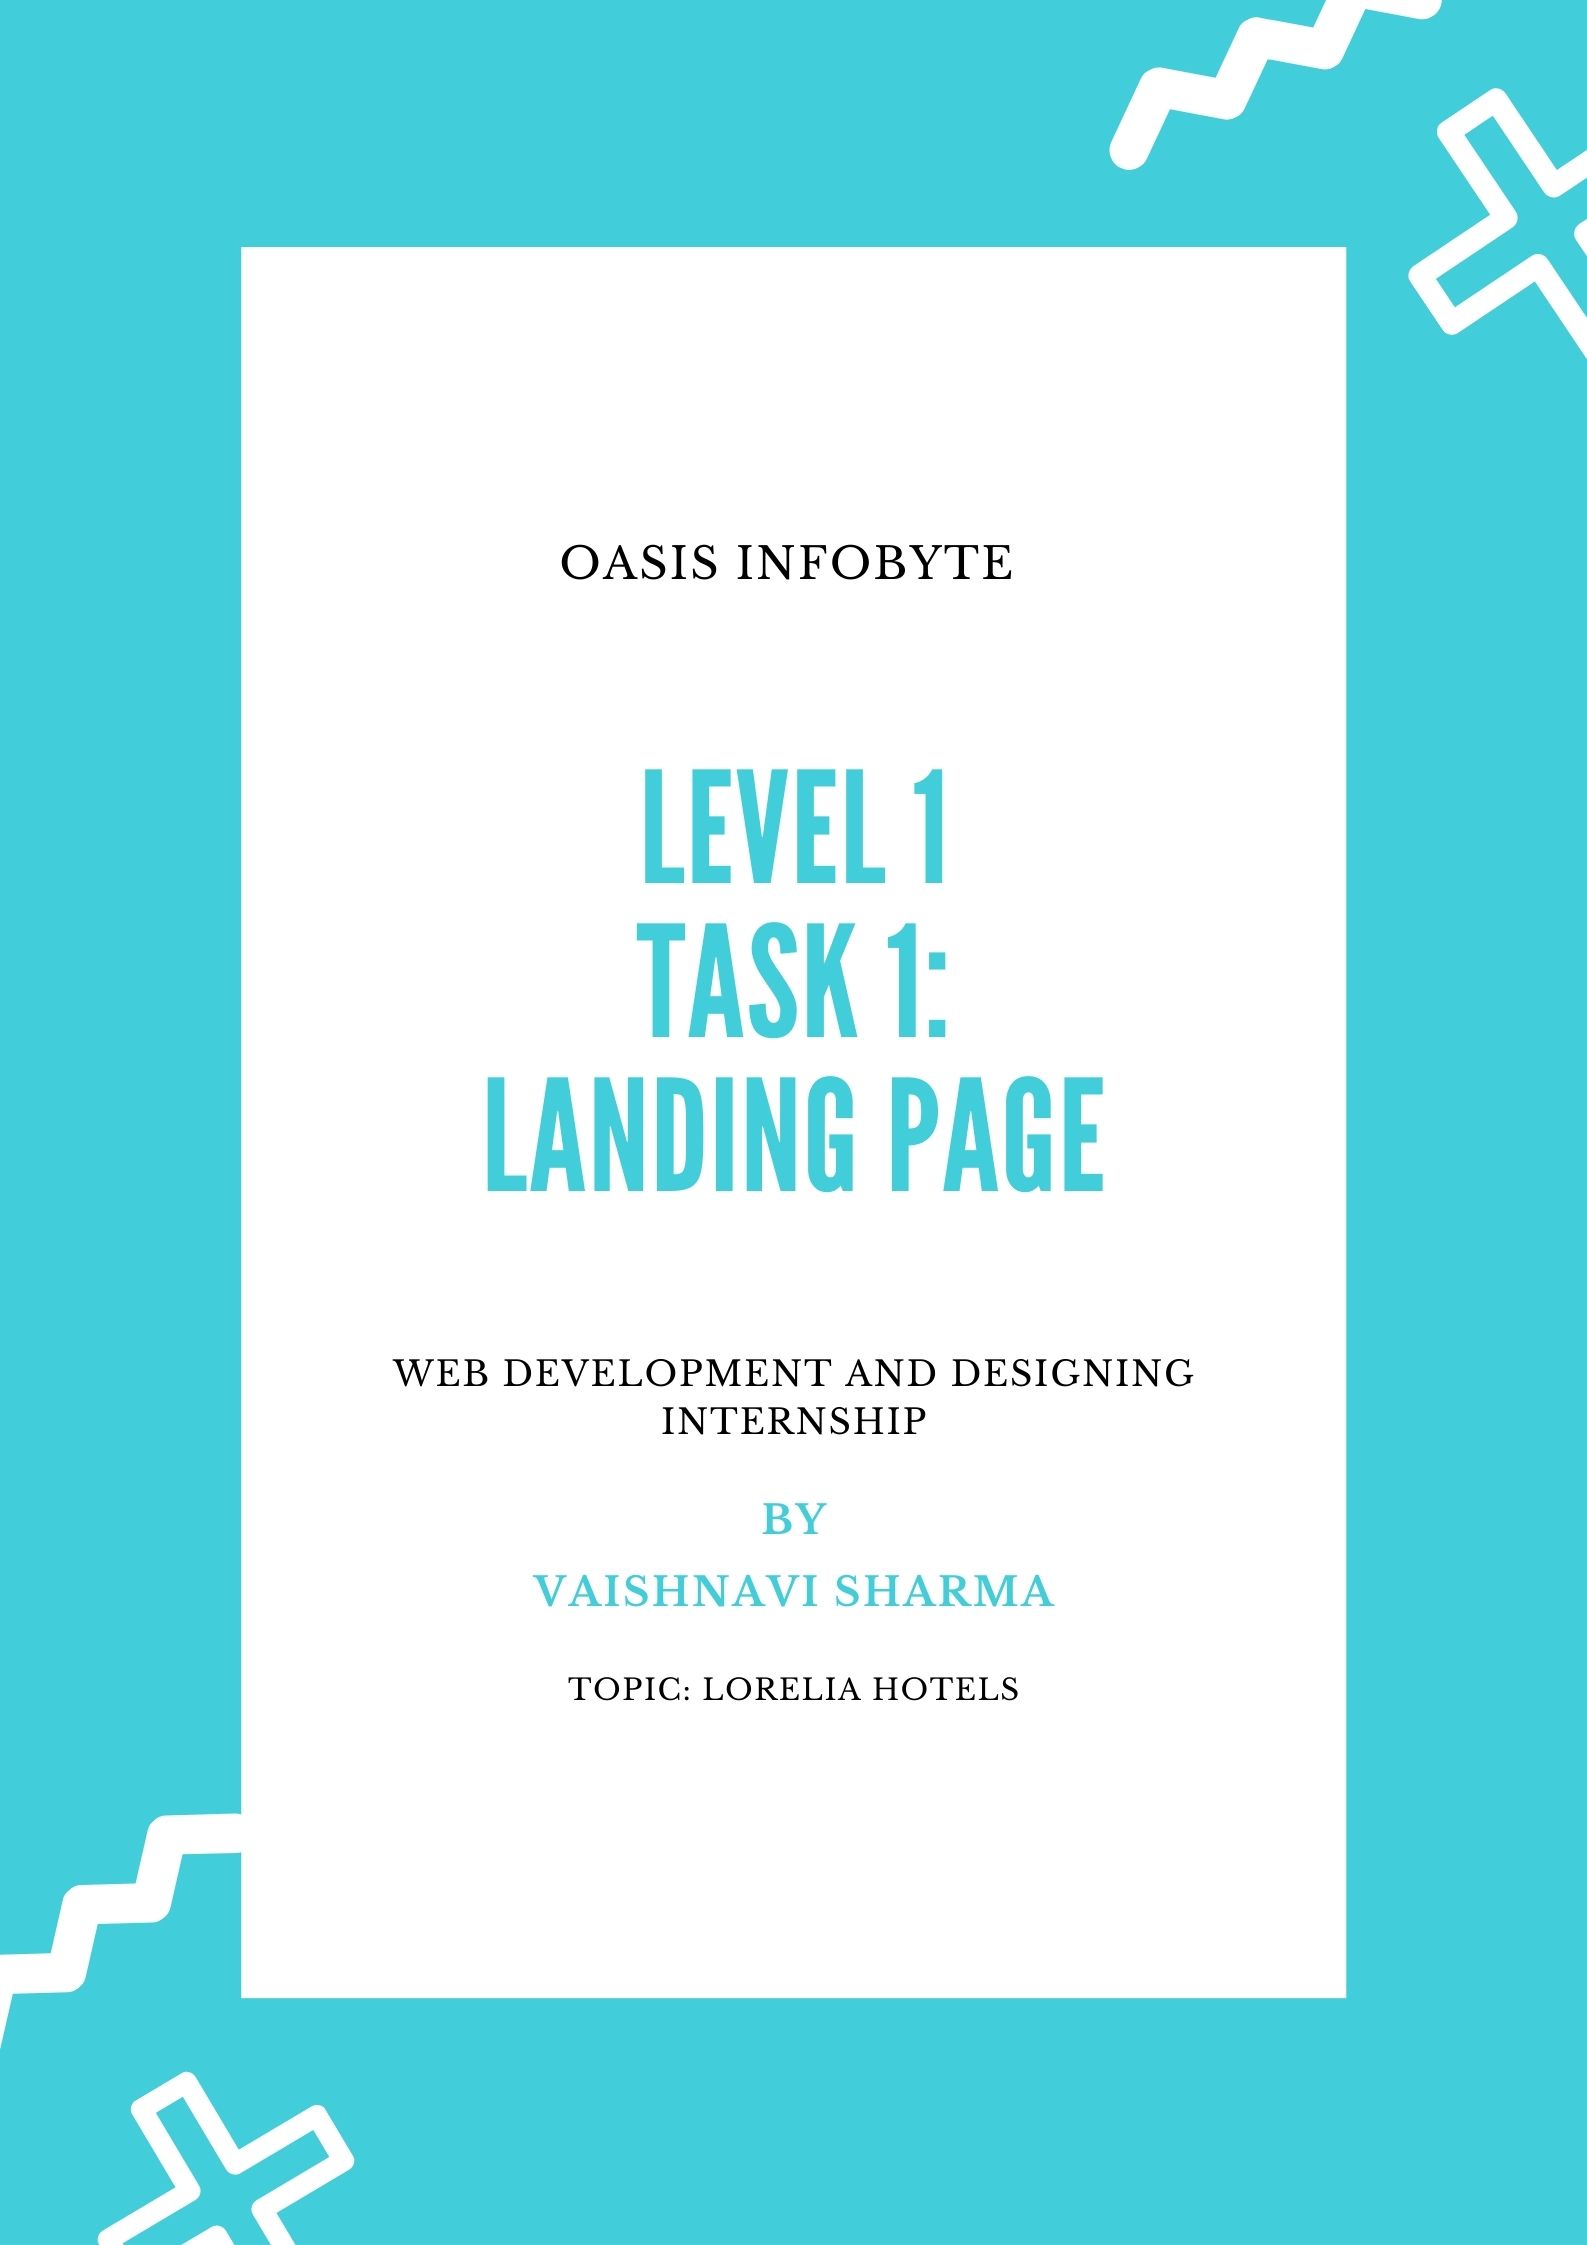 OASIS INFOBYTE
LEVEL 1
TASK 1:
LANDING PAGE
WEB DEVELOPMENT AND DESIGNING
INTERNSHIP
BY
VAISHNAVI SHARMA
TOPIC: LORELIA HOTELS